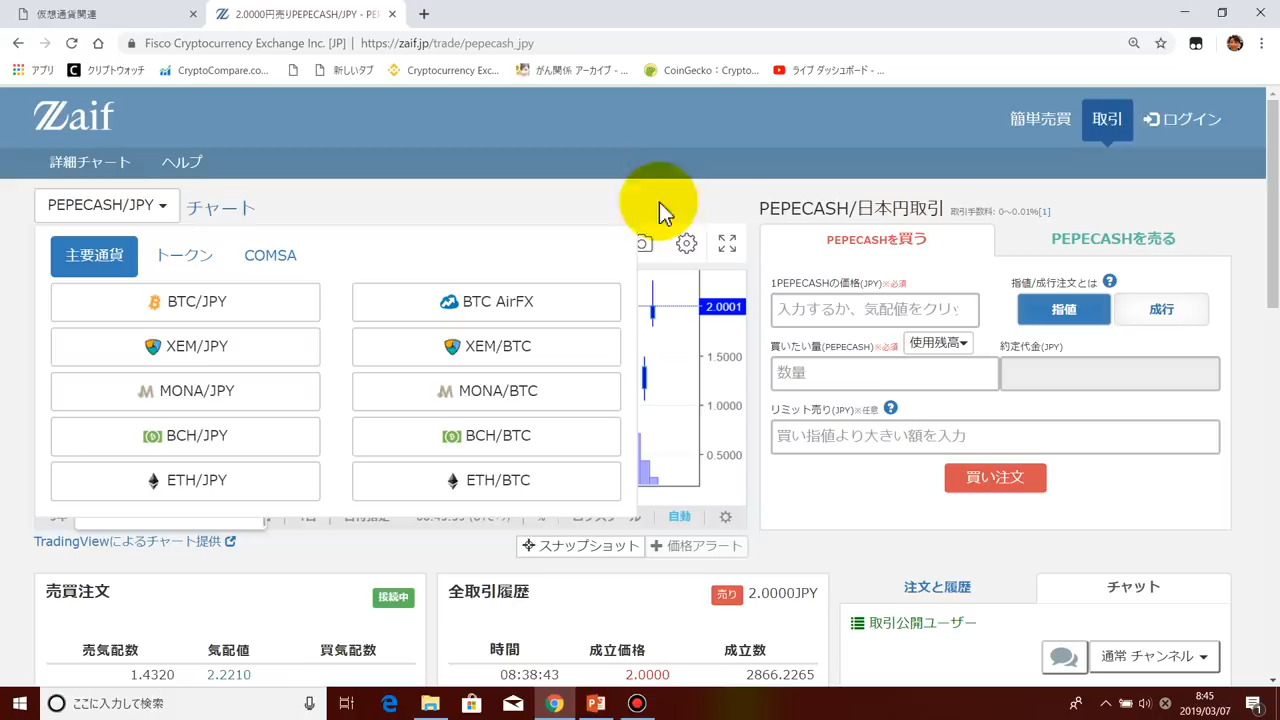 仮想通貨関連
2.0000円売りPEPECASH/JPY - PEP
Fisco Cryptocurrency Exchange Inc. [JP] | https://zaif.jp/trade/pepecash_jpy
アプリ
クリプトウォッチ
CryptoCompare.co...
新しいタブ
Cryptocurrency Exc...
がん関係 アーカイブ - ...
CoinGecko：Crypto...
ライブ ダッシュボード - ...
Zaif
簡単売買
取引
ログイン
詳細チャート
ヘルプ
PEPECASH/JPY
チャート
主要通貨
トークン
COMSA
BTC/JPY
BTC AirFX
XEM/JPY
XEM/BTC
MONA/JPY
MONA/BTC
BCH/JPY
BCH/BTC
ETH/JPY
ETH/BTC
2.0001
1.5000
1.0000
0.5000
自動
TradingViewによるチャート提供
スナップショット
価格アラート
PEPECASH/日本円取引 取引手数料: 0～0.01%[1]
PEPECASHを買う
PEPECASHを売る
1PEPECASHの価格(JPY)※必須
指値/成行注文とは
入力するか、気配値をクリッ
指値
成行
買いたい量(PEPECASH)※必須
使用残高
約定代金(JPY)
数量
リミット売り(JPY)※任意
買い指値より大きい額を入力
買い注文
売買注文
接続中
売気配数
気配値
買気配数
1.4320
2.2210
全取引履歴
売り
2.0000JPY
時間
成立価格
成立数
08:38:43
2.0000
2866.2265
注文と履歴
チャット
取引公開ユーザー
通常 チャンネル
ここに入力して検索
8:45
2019/03/07